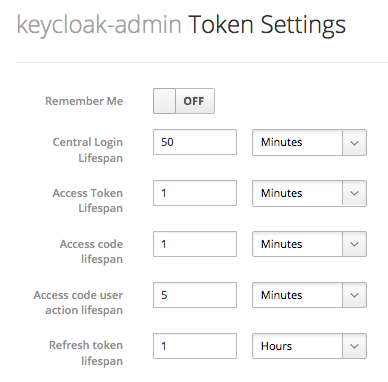 keycloak-admin Token Settings
Remember Me OFF
Central Login
Lifespan 50 Minutes
Access Token
Lifespan 1 Minutes
Access code
lifespan 1 Minutes
Access code user
action lifespan 5 Minutes
Refresh token
lifespan 1 Hours